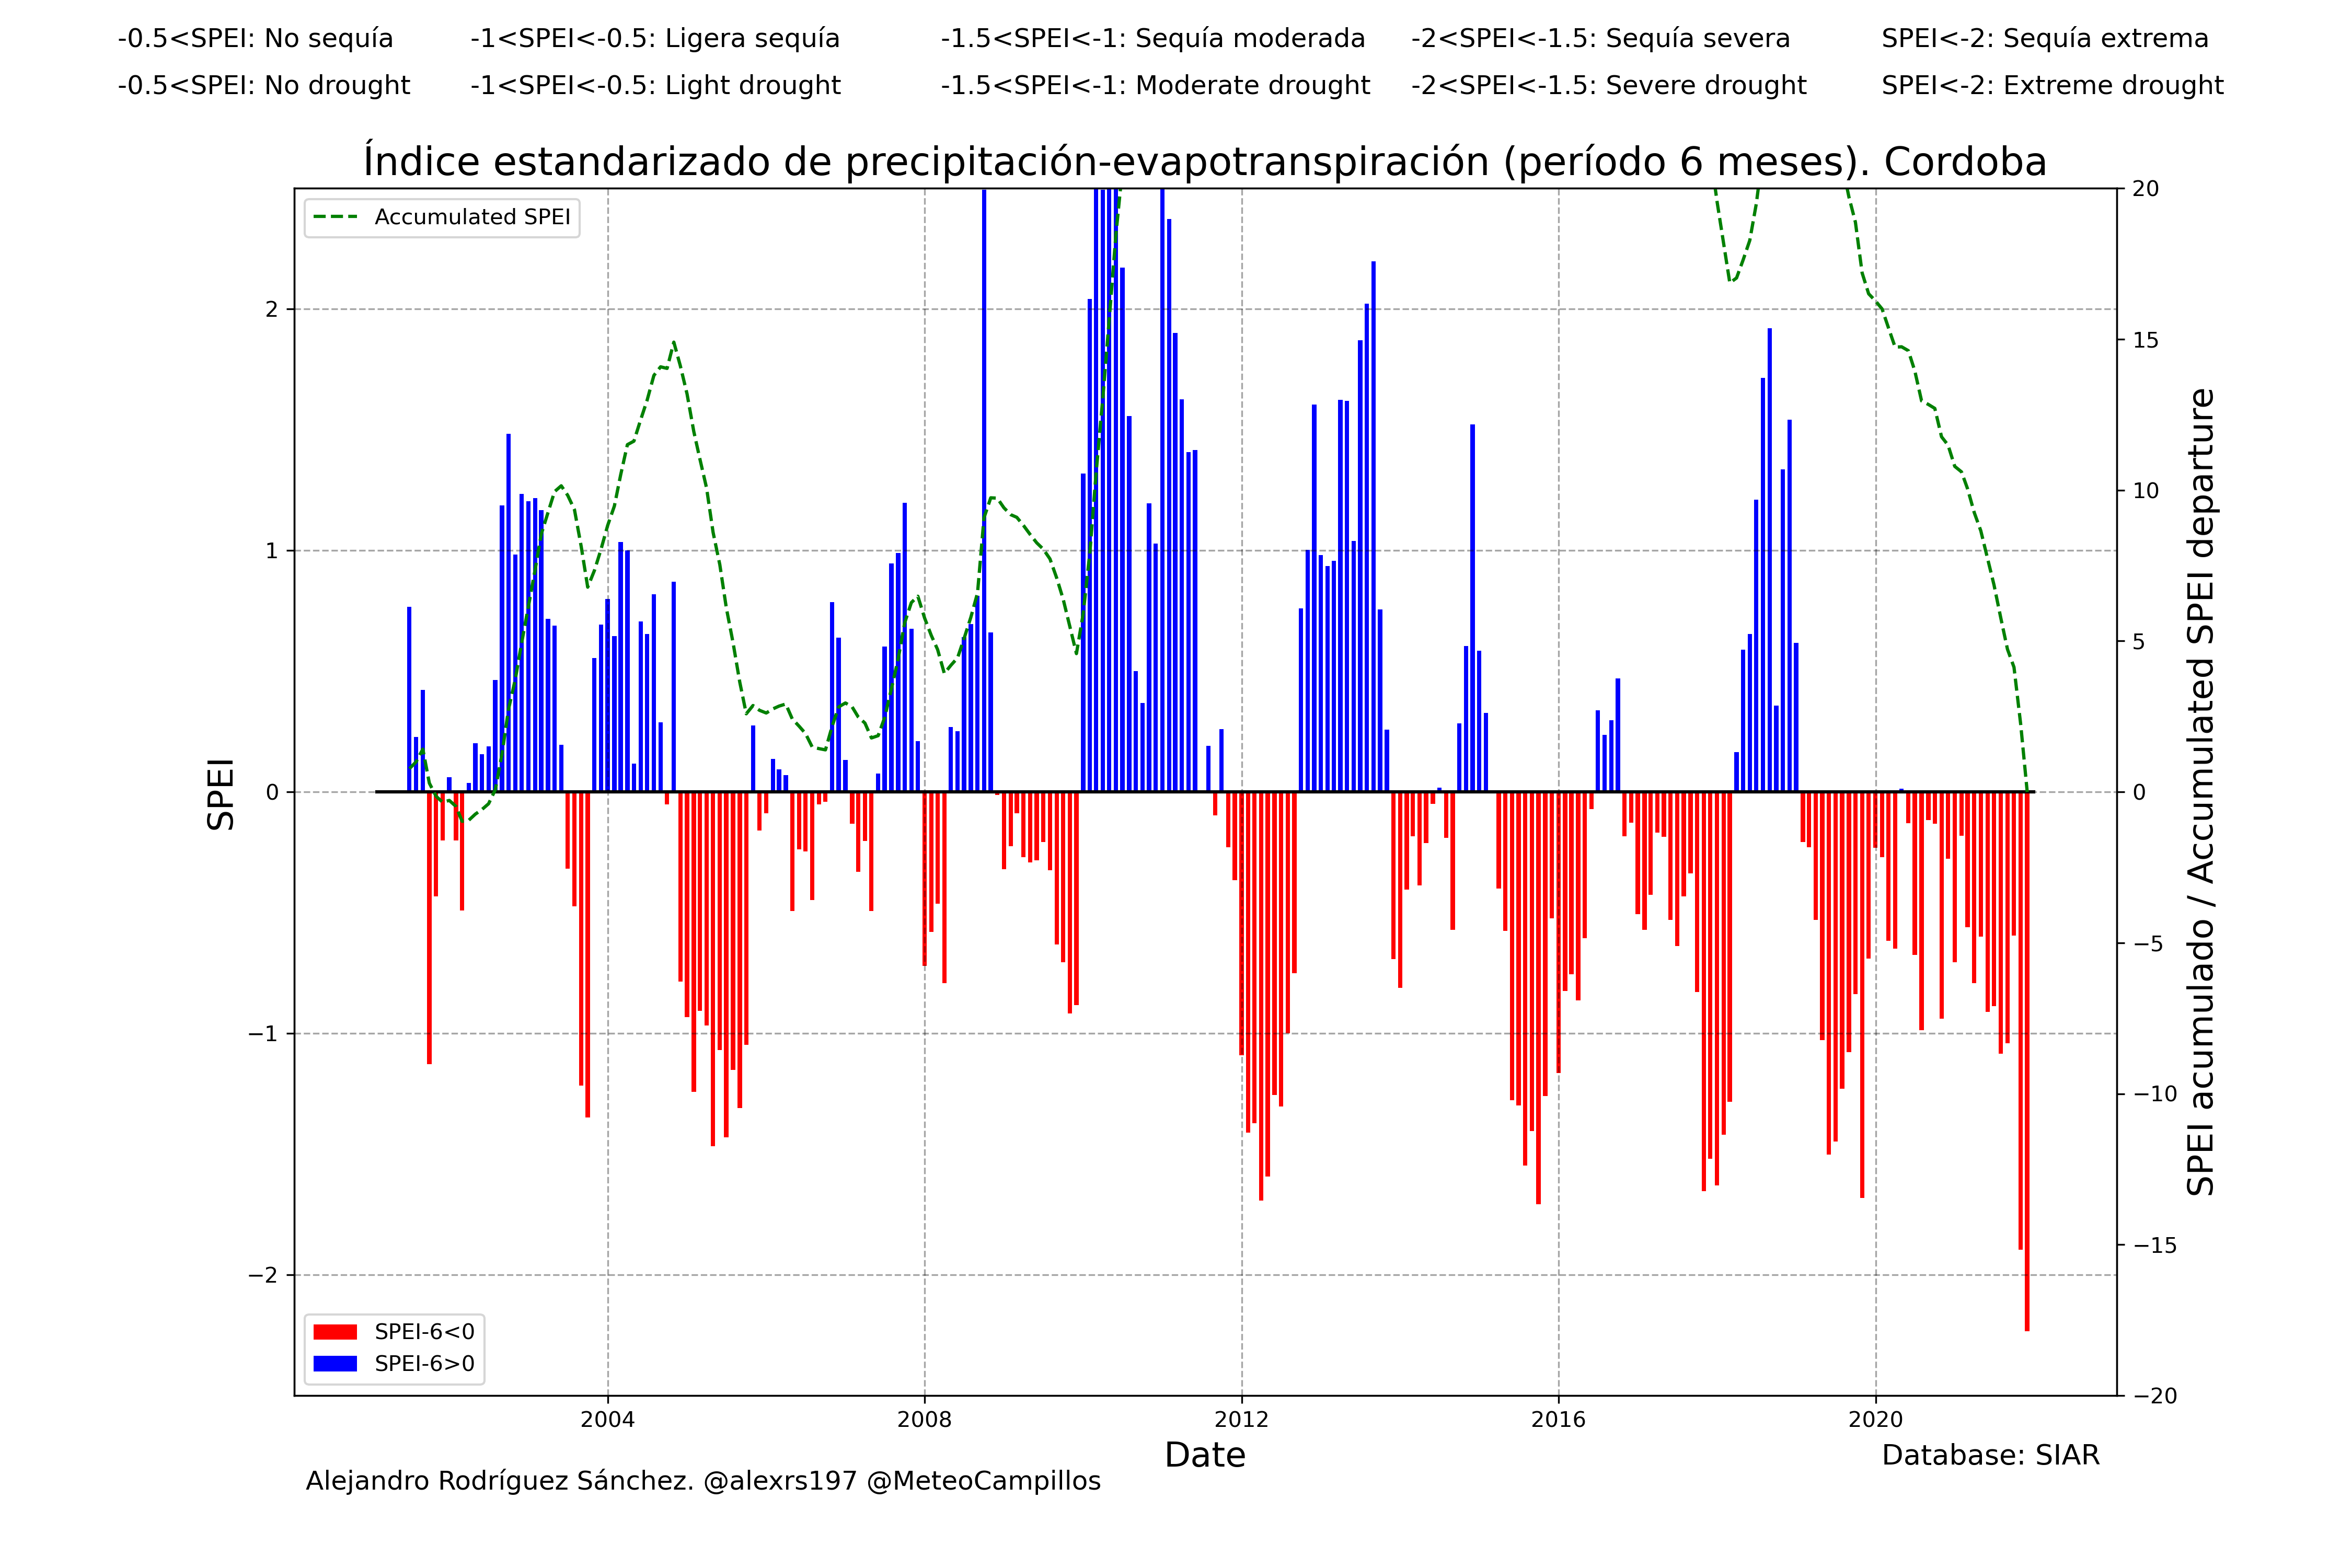 -0.5<SPEI: No sequía -1<SPEI<-0.5: Ligera sequía -1.5<SPEI<-1: Sequía moderada -2<SPEI<-1.5: Sequía severa SPEI<-2: Sequía extrema
-0.5<SPEI: No drought -1<SPEI<-0.5: Light drought -1.5<SPEI<-1: Moderate drought -2<SPEI<-1.5: Severe drought SPEI<-2: Extreme drought
Índice estandarizado de precipitación-evapotranspiración (período 6 meses). Cordoba
Accumulated SPEI
SPEI
2
1
0
−1
−2
20
15
10
5
0
−5
−10
−15
−20
SPEI acumulado / Accumulated SPEI departure
SPEI-6<0
SPEI-6>0
2004 2008 2012 2016 2020
Date
Database: SIAR
Alejandro Rodríguez Sánchez. @alexrs197 @MeteoCampillos